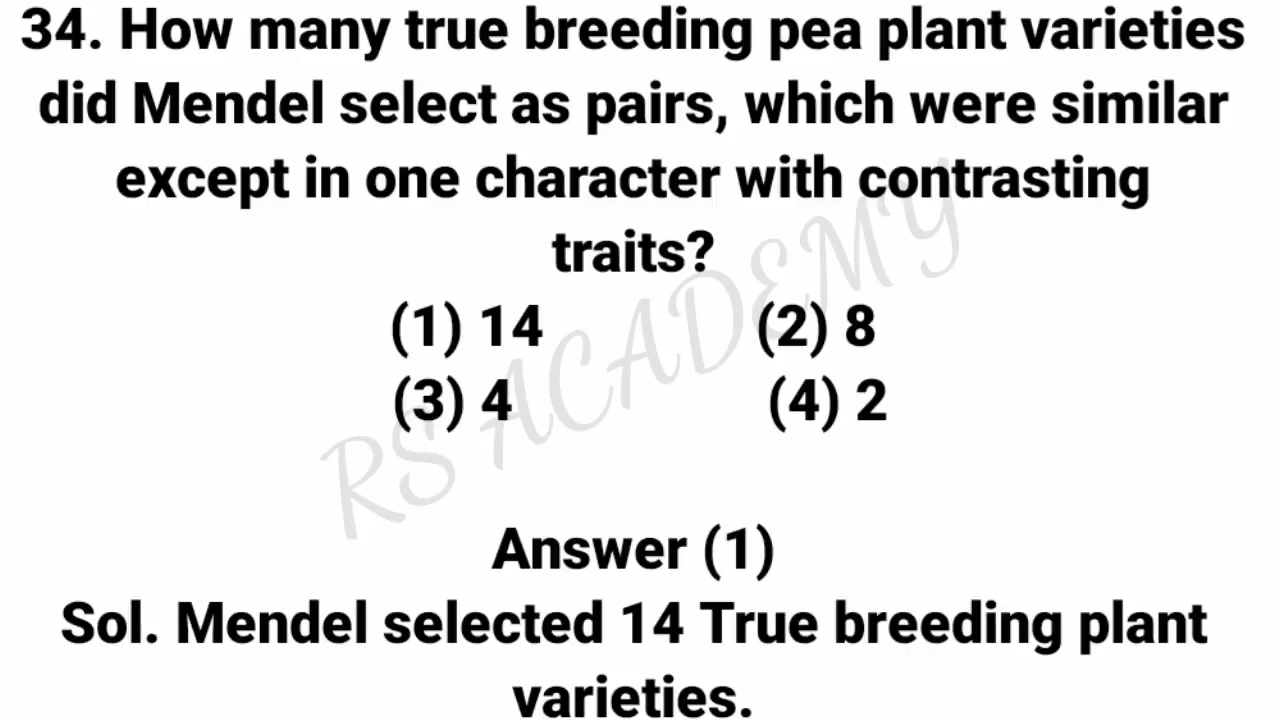 34. How many true breeding pea plant varieties
did Mendel select as pairs, which were similar
except in one character with contrasting
traits?
(1) 14 (2) 8
(3) 4 (4) 2
RS ACADEMY
Answer (1)
Sol. Mendel selected 14 True breeding plant
varieties.